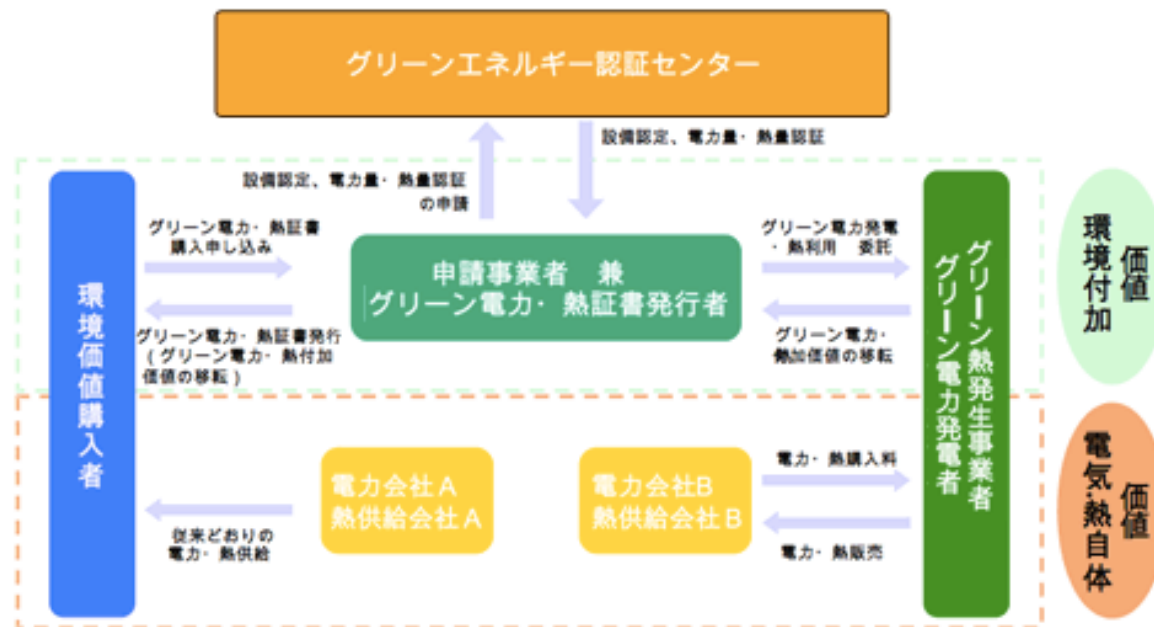 グリーンエネルギー認証センター
設備認定、電力量・熱量認証
設備認定、電力量・熱量認証
の申請
グリーン電力・熱証書
購入申し込み
グリーン電力発電
・熱利用 委託
申請事業者 兼
グリーン電力・熱証書発行者
グリーン電力・熱証書発行
(グリーン電力・熱付加
価値の移転)
グリーン電力・
熱加価値の移転
環境価値購入者
グリーン熱発生事業者
グリーン電力発電者
環境付加
価値
電力会社A
熱供給会社A
電力会社B
熱供給会社B
電力・熱購入料
従来どおりの
電力・熱供給
電力・熱販売
電気・熱自体
価値